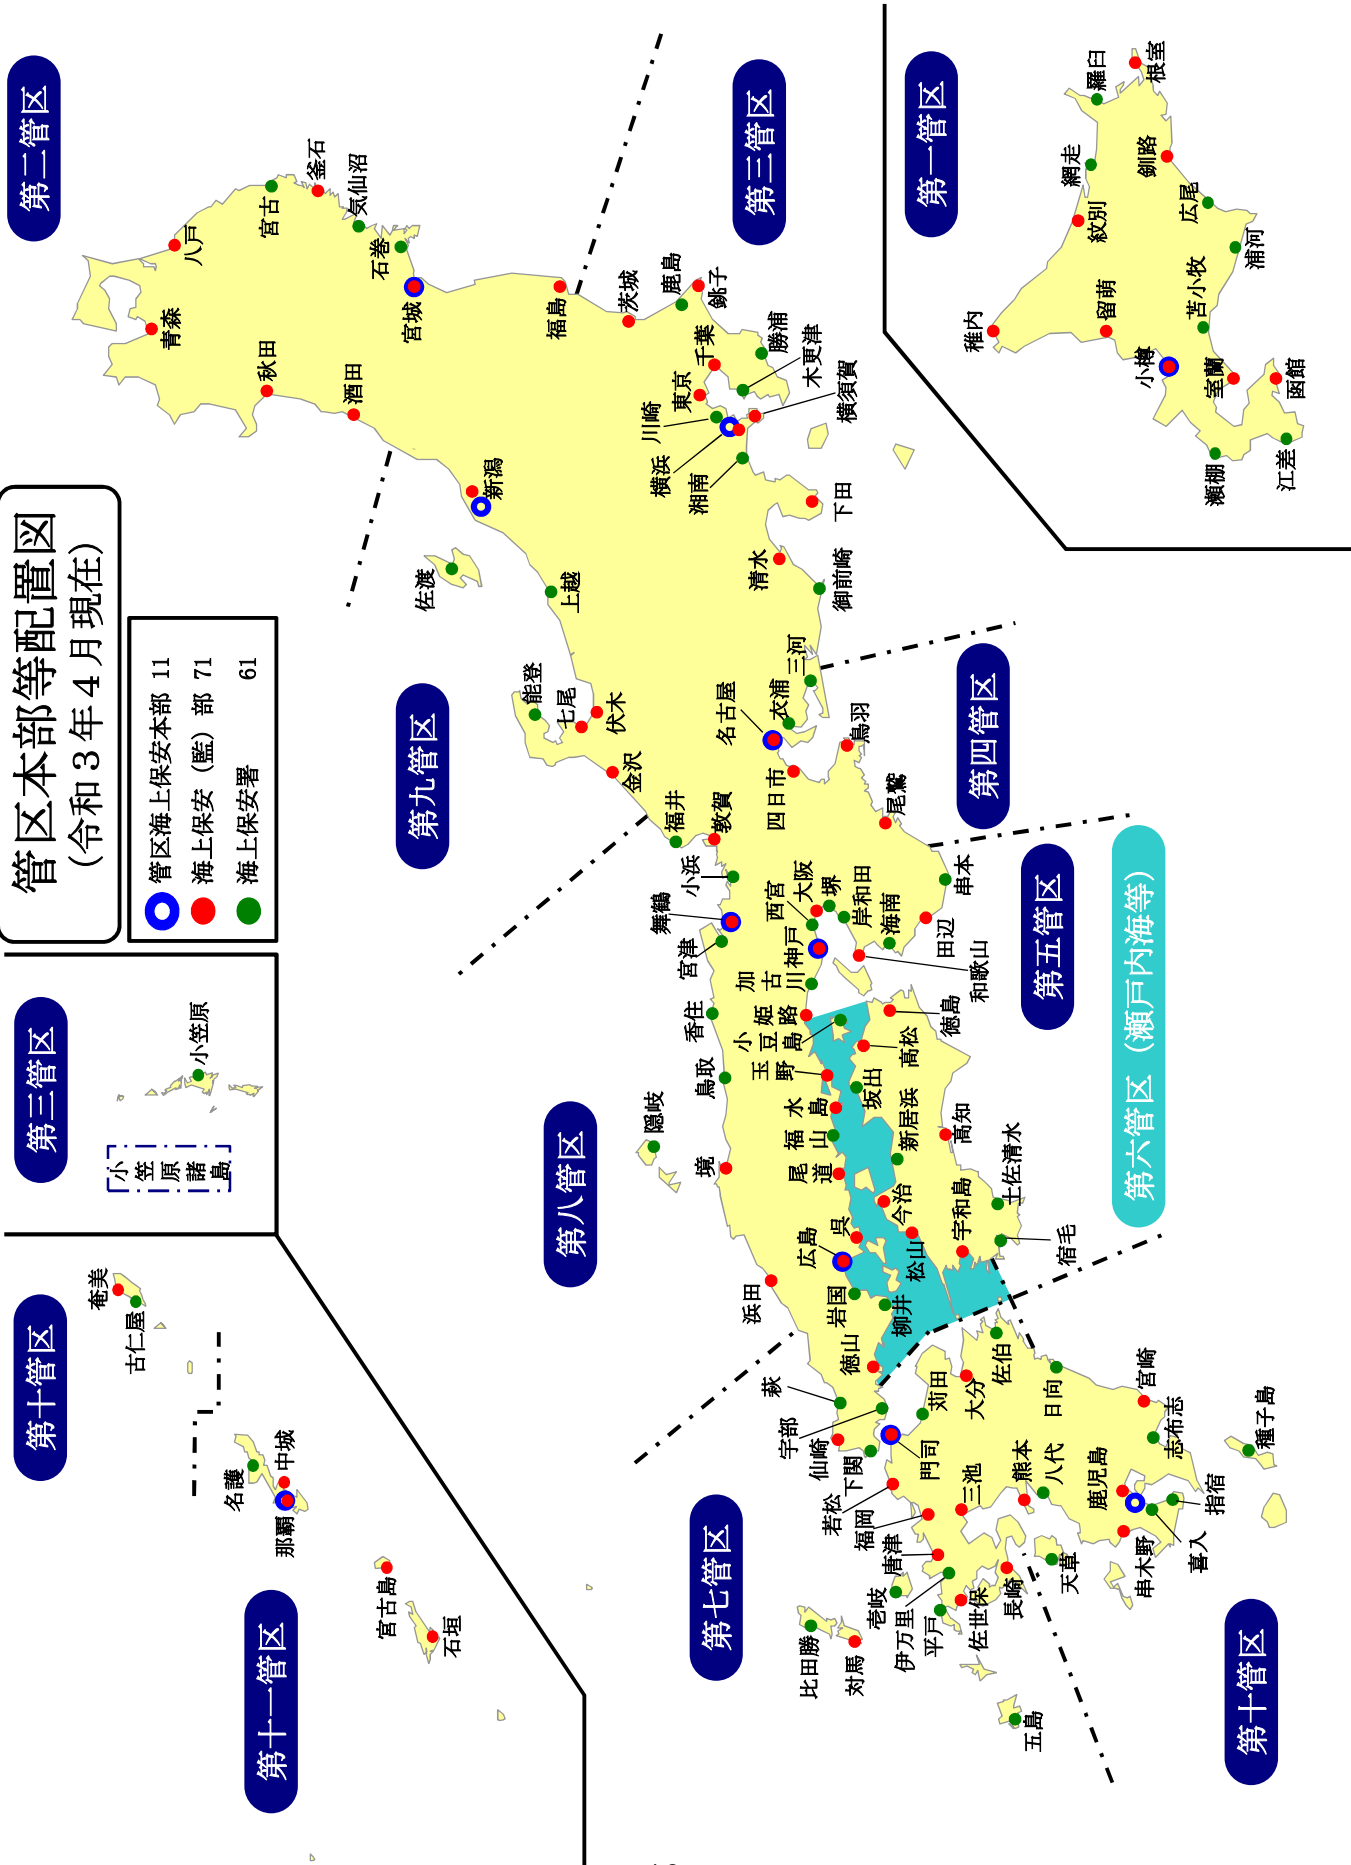 管区本部等配置図
(令和3年4月現在)
管区海上保安本部 11
海上保安(監)部 71
海上保安署 61
第一管区
稚内
羅臼
根室
網走
紋別
釧路
広尾
浦河
留萌
苫小牧
小樽
室蘭
函館
瀬棚
江差
第二管区
青森
八戸
宮古
釜石
気仙沼
石巻
宮城
秋田
酒田
福島
第三管区
茨城
鹿島
銚子
千葉
勝浦
木更津
東京
川崎
横浜
横須賀
湘南
下田
清水
御前崎
第三管区
小笠原
小笠原諸島
第四管区
三河
衣浦
名古屋
四日市
鳥羽
尾鷲
第五管区
大阪
西宮
堺
岸和田
神戸
加古川
姫路
海南
和歌山
田辺
串本
徳島
高知
土佐清水
宿毛
第六管区(瀬戸内海等)
小豆島
玉野
高松
坂出
水島
福山
尾道
新居浜
今治
呉
広島
松山
宇和島
岩国
柳井
徳山
第七管区
萩
宇部
仙崎
下関
門司
苅田
大分
佐伯
若松
福岡
三池
唐津
壱岐
伊万里
平戸
佐世保
長崎
比田勝
対馬
五島
第八管区
福井
敦賀
小浜
舞鶴
宮津
香住
鳥取
隠岐
境
浜田
第九管区
新潟
佐渡
上越
能登
七尾
伏木
金沢
第十管区
熊本
八代
天草
日向
宮崎
志布志
鹿児島
指宿
喜入
串木野
種子島
第十管区
奄美
古仁屋
第十一管区
名護
中城
那覇
宮古島
石垣